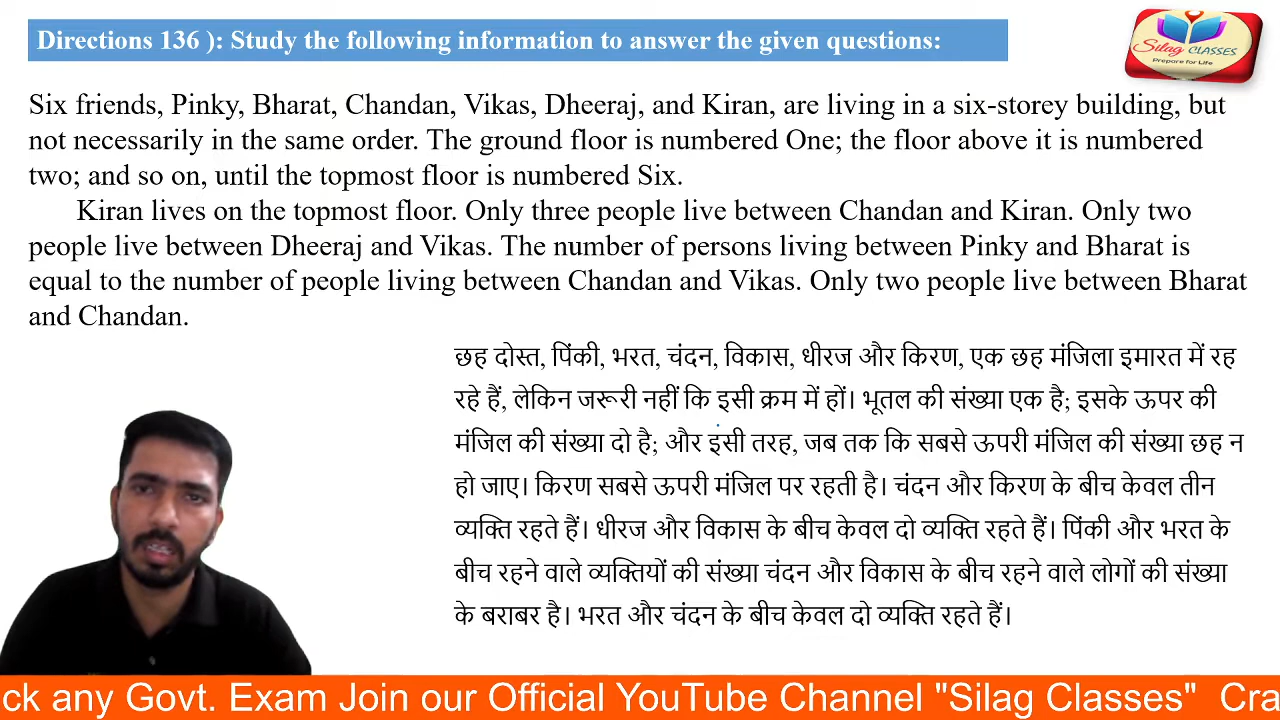 Directions 136 ): Study the following information to answer the given questions:
Silag CLASSES
Prepare for Life
Six friends, Pinky, Bharat, Chandan, Vikas, Dheeraj, and Kiran, are living in a six-storey building, but
not necessarily in the same order. The ground floor is numbered One; the floor above it is numbered
two; and so on, until the topmost floor is numbered Six.
Kiran lives on the topmost floor. Only three people live between Chandan and Kiran. Only two
people live between Dheeraj and Vikas. The number of persons living between Pinky and Bharat is
equal to the number of people living between Chandan and Vikas. Only two people live between Bharat
and Chandan.
छह दोस्त, पिंकी, भरत, चंदन, विकास, धीरज और किरण, एक छह मंजिला इमारत में रह
रहे हैं, लेकिन जरूरी नहीं कि इसी क्रम में हों। भूतल की संख्या एक है; इसके ऊपर की
मंजिल की संख्या दो है; और इसी तरह, जब तक कि सबसे ऊपरी मंजिल की संख्या छह न
हो जाए। किरण सबसे ऊपरी मंजिल पर रहती है। चंदन और किरण के बीच केवल तीन
व्यक्ति रहते हैं। धीरज और विकास के बीच केवल दो व्यक्ति रहते हैं। पिंकी और भरत के
बीच रहने वाले व्यक्तियों की संख्या चंदन और विकास के बीच रहने वाले लोगों की संख्या
के बराबर है। भरत और चंदन के बीच केवल दो व्यक्ति रहते हैं।
ck any Govt. Exam Join our Official YouTube Channel "Silag Classes" Cra